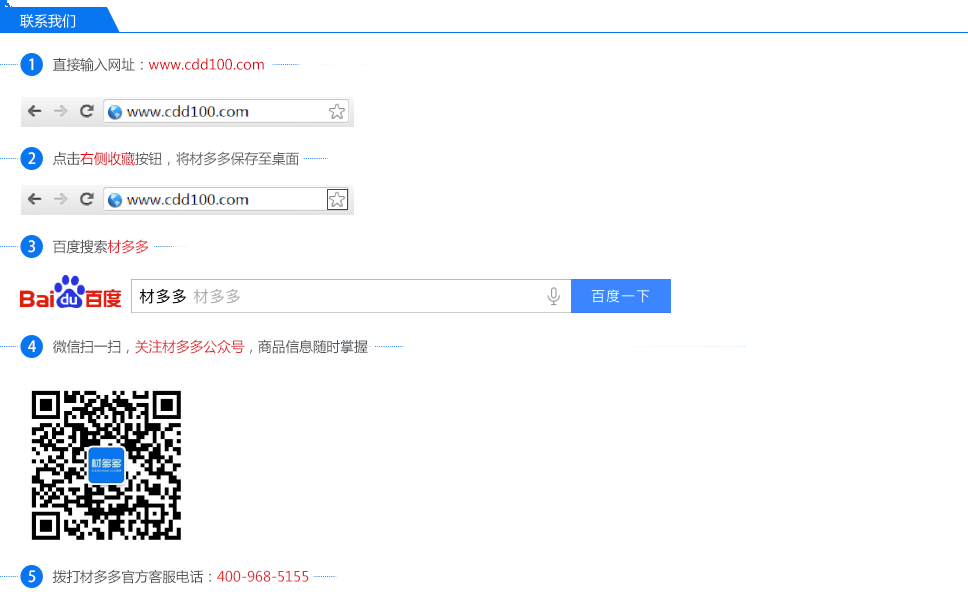 联系我们
1 直接输入网址：www.cdd100.com
www.cdd100.com
2 点击右侧收藏按钮，将材多多保存至桌面
www.cdd100.com
3 百度搜索材多多
Bai du 百度 材多多 材多多 百度一下
4 微信扫一扫，关注材多多公众号，商品信息随时掌握
材多多
5 拨打材多多官方客服电话：400-968-5155